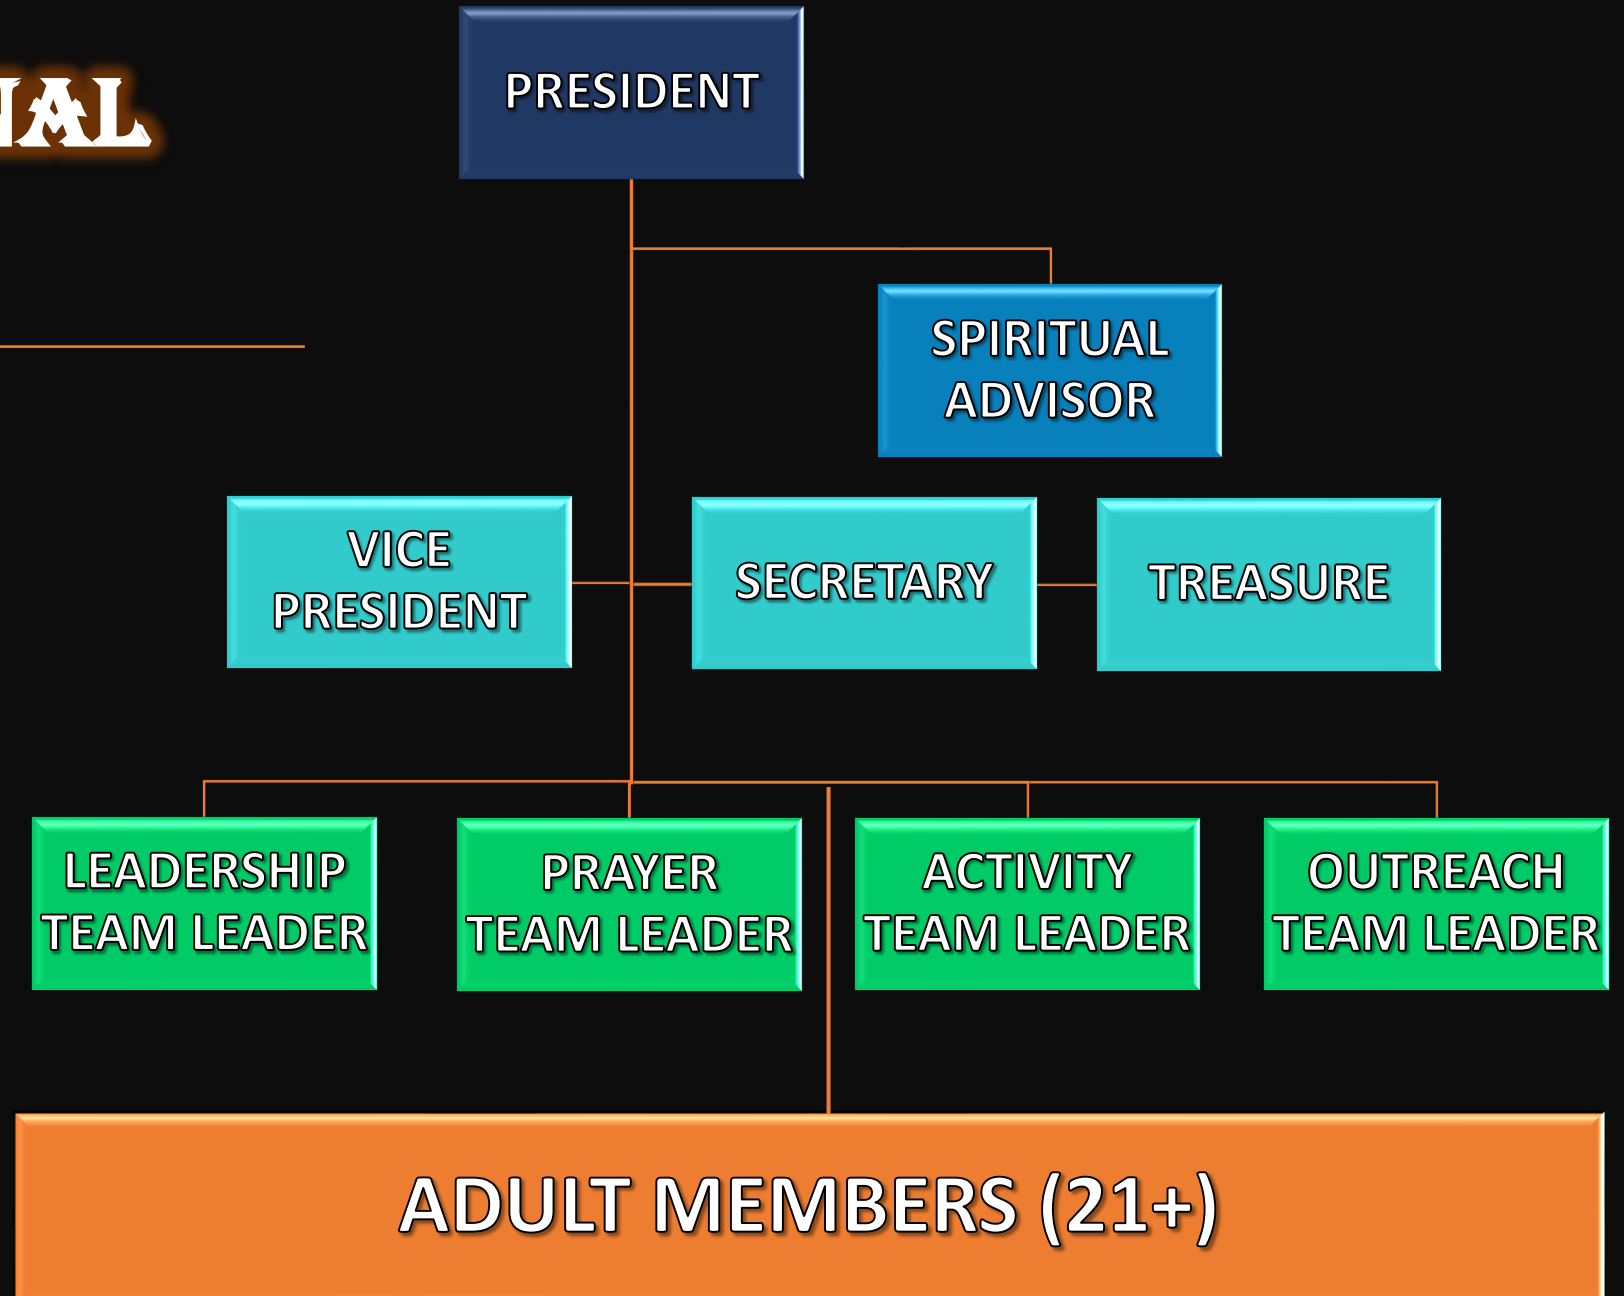 NAL
PRESIDENT
SPIRITUAL
ADVISOR
VICE
PRESIDENT
SECRETARY
TREASURE
LEADERSHIP
TEAM LEADER
PRAYER
TEAM LEADER
ACTIVITY
TEAM LEADER
OUTREACH
TEAM LEADER
ADULT MEMBERS (21+)